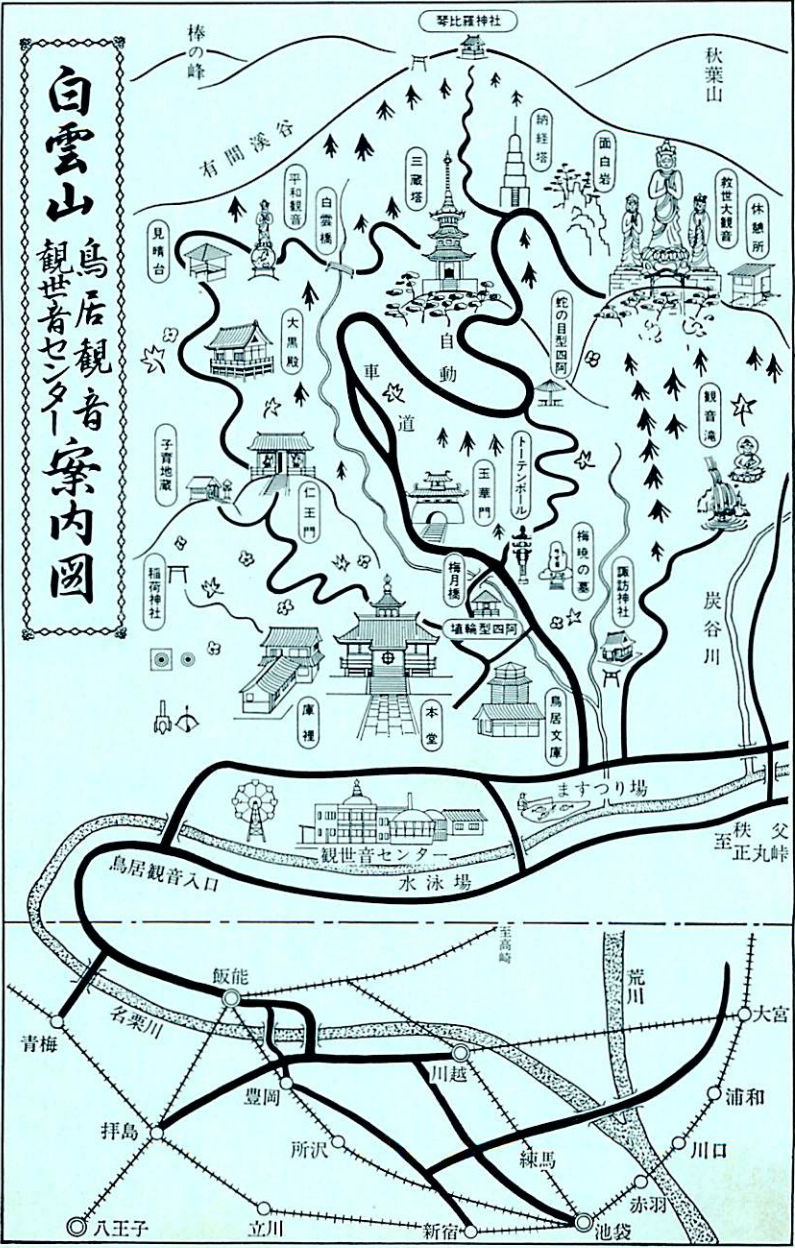 白雲山
鳥居観音
観世音センター
案内図
琴比羅神社
棒の峰
秋葉山
有間渓谷
納経塔
面白岩
三蔵塔
救世大観音
休憩所
平和観音
白雲橋
見晴台
大黒殿
自動車道
蛇の目型四阿
観音滝
子育地蔵
仁王門
玉華門
トーテンポール
梅暁の墓
諏訪神社
炭谷川
稲荷神社
梅月橋
埴輪型四阿
庫裡
本堂
鳥居文庫
ますつり場
観世音センター
水泳場
鳥居観音入口
至秩父
正丸峠
至高崎
飯能
荒川
大宮
名栗川
青梅
川越
豊岡
浦和
拝島
所沢
練馬
川口
赤羽
八王子
立川
新宿
池袋